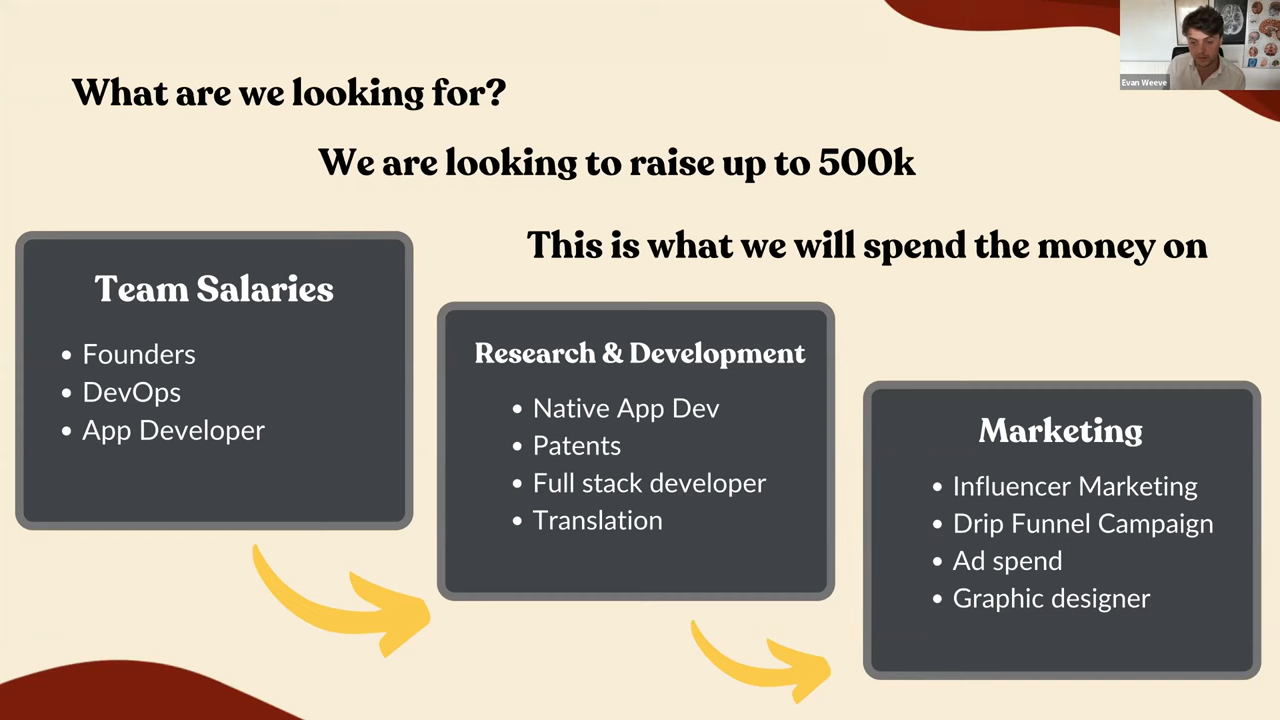 What are we looking for?
We are looking to raise up to 500k
This is what we will spend the money on
Team Salaries
• Founders
• DevOps
• App Developer
Research & Development
• Native App Dev
• Patents
• Full stack developer
• Translation
Marketing
• Influencer Marketing
• Drip Funnel Campaign
• Ad spend
• Graphic designer
Evan Weeve